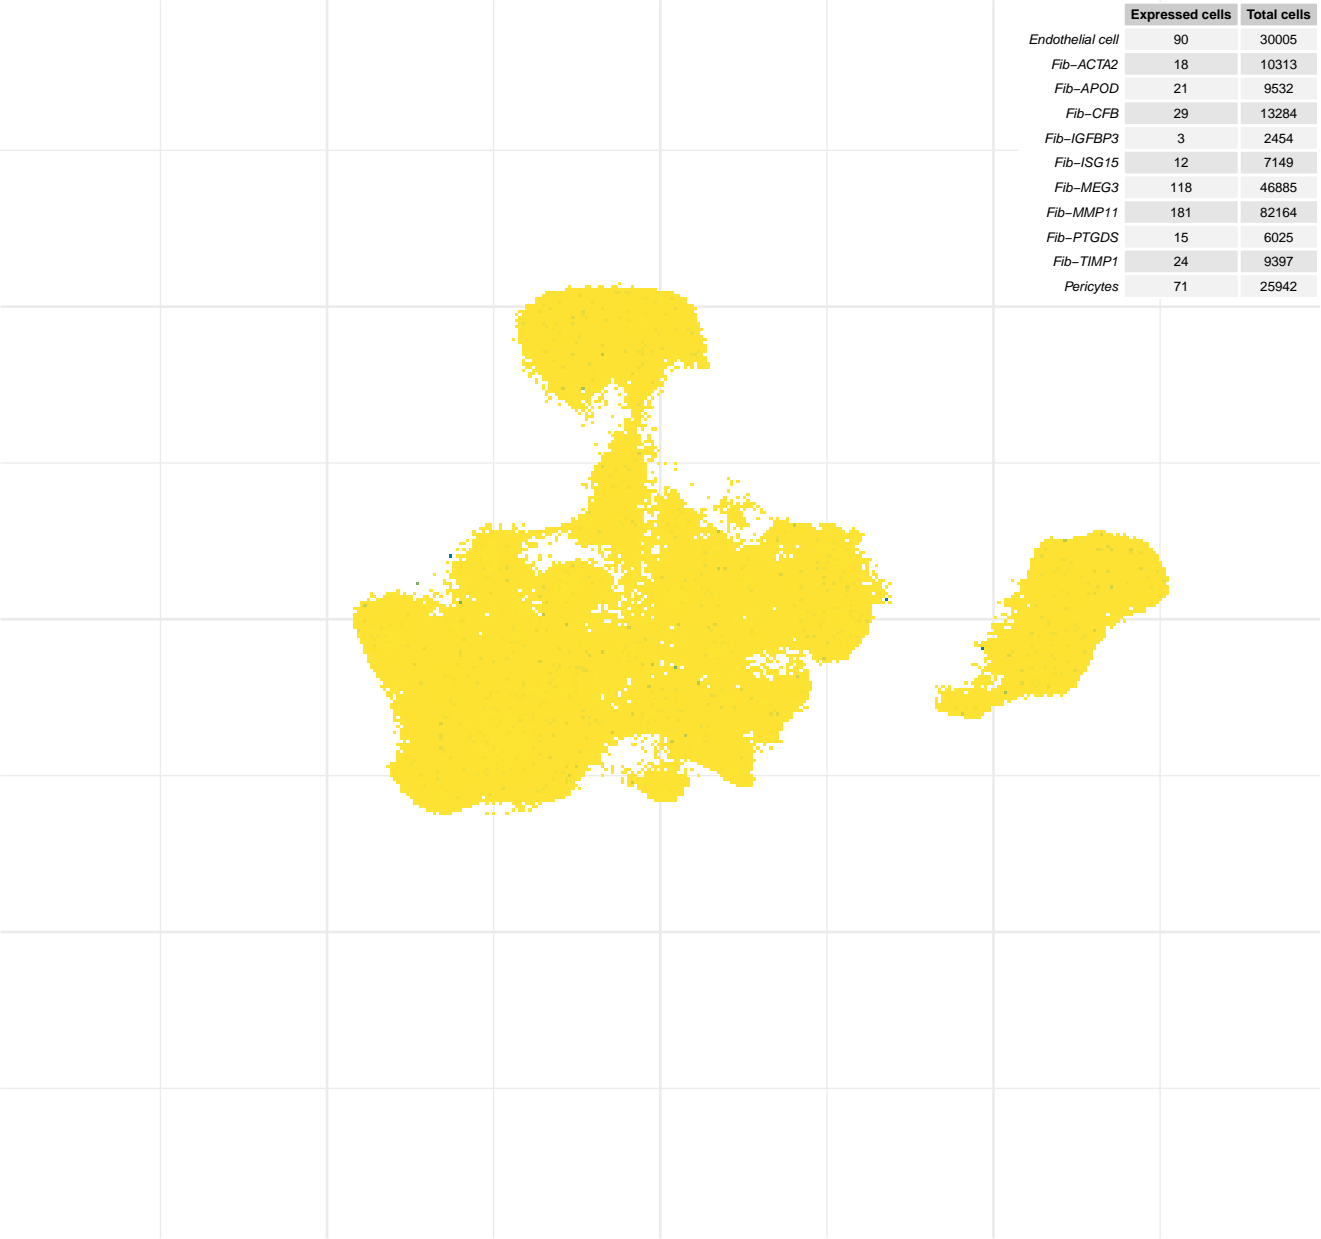 Expressed cells Total cells
Endothelial cell 90 30005
Fib−ACTA2 18 10313
Fib−APOD 21 9532
Fib−CFB 29 13284
Fib−IGFBP3 3 2454
Fib−ISG15 12 7149
Fib−MEG3 118 46885
Fib−MMP11 181 82164
Fib−PTGDS 15 6025
Fib−TIMP1 24 9397
Pericytes 71 25942